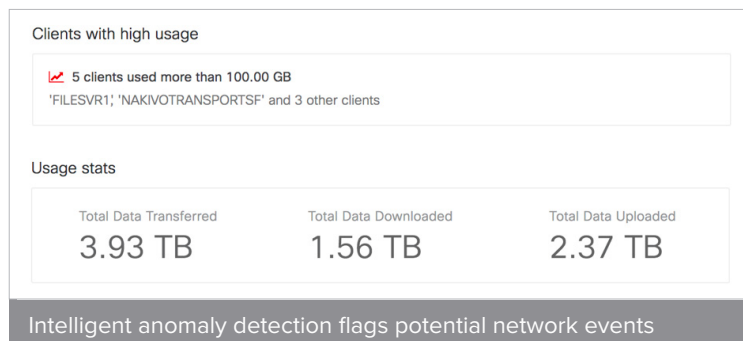 Clients with high usage
5 clients used more than 100.00 GB
'FILESVR1', 'NAKIVOTRANSPORTSF' and 3 other clients
Usage stats
Total Data Transferred
3.93 TB
Total Data Downloaded
1.56 TB
Total Data Uploaded
2.37 TB
Intelligent anomaly detection flags potential network events